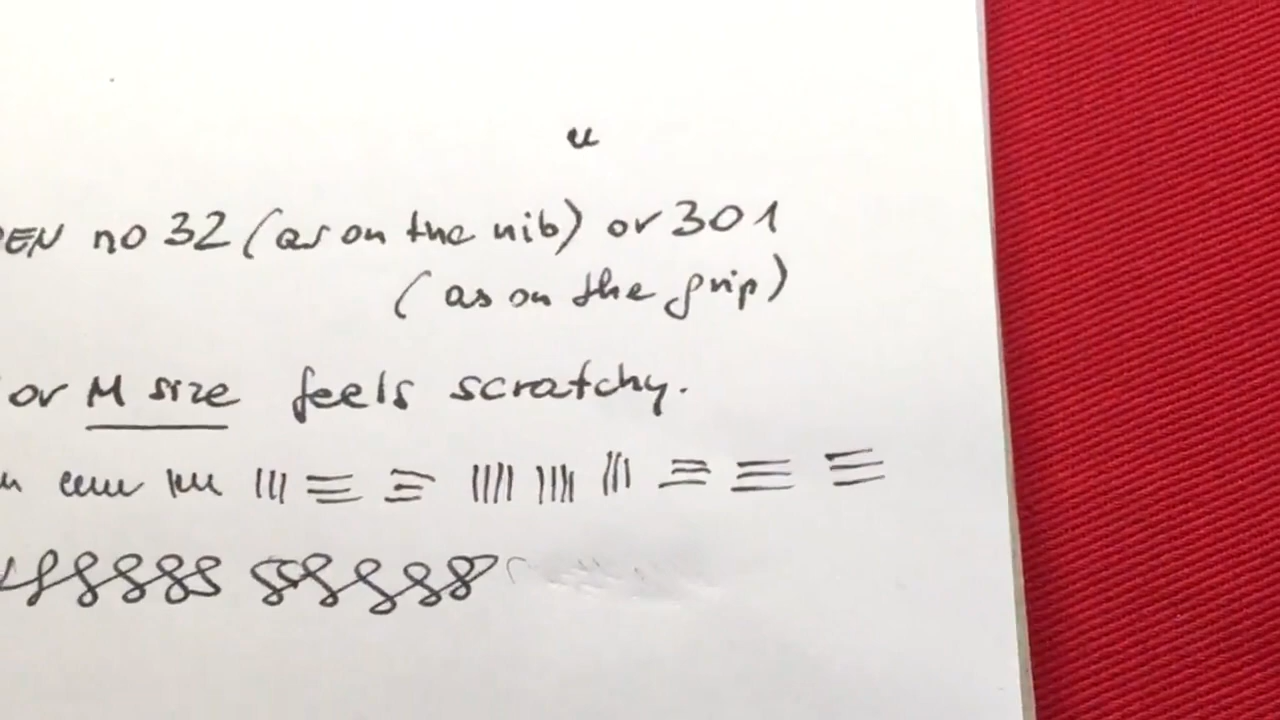 u
EN no 32 (as on the nib) or 301
(as on the grip)
or M size feels scratchy.